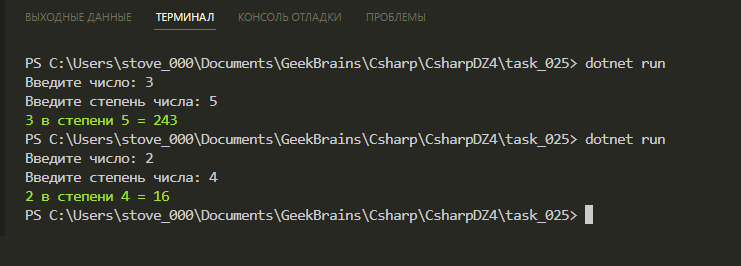 ВЫХОДНЫЕ ДАННЫЕ ТЕРМИНАЛ КОНСОЛЬ ОТЛАДКИ ПРОБЛЕМЫ
PS C:\Users\stove_000\Documents\GeekBrains\Csharp\CsharpDZ4\task_025> dotnet run
Введите число: 3
Введите степень числа: 5
3 в степени 5 = 243
PS C:\Users\stove_000\Documents\GeekBrains\Csharp\CsharpDZ4\task_025> dotnet run
Введите число: 2
Введите степень числа: 4
2 в степени 4 = 16
PS C:\Users\stove_000\Documents\GeekBrains\Csharp\CsharpDZ4\task_025>